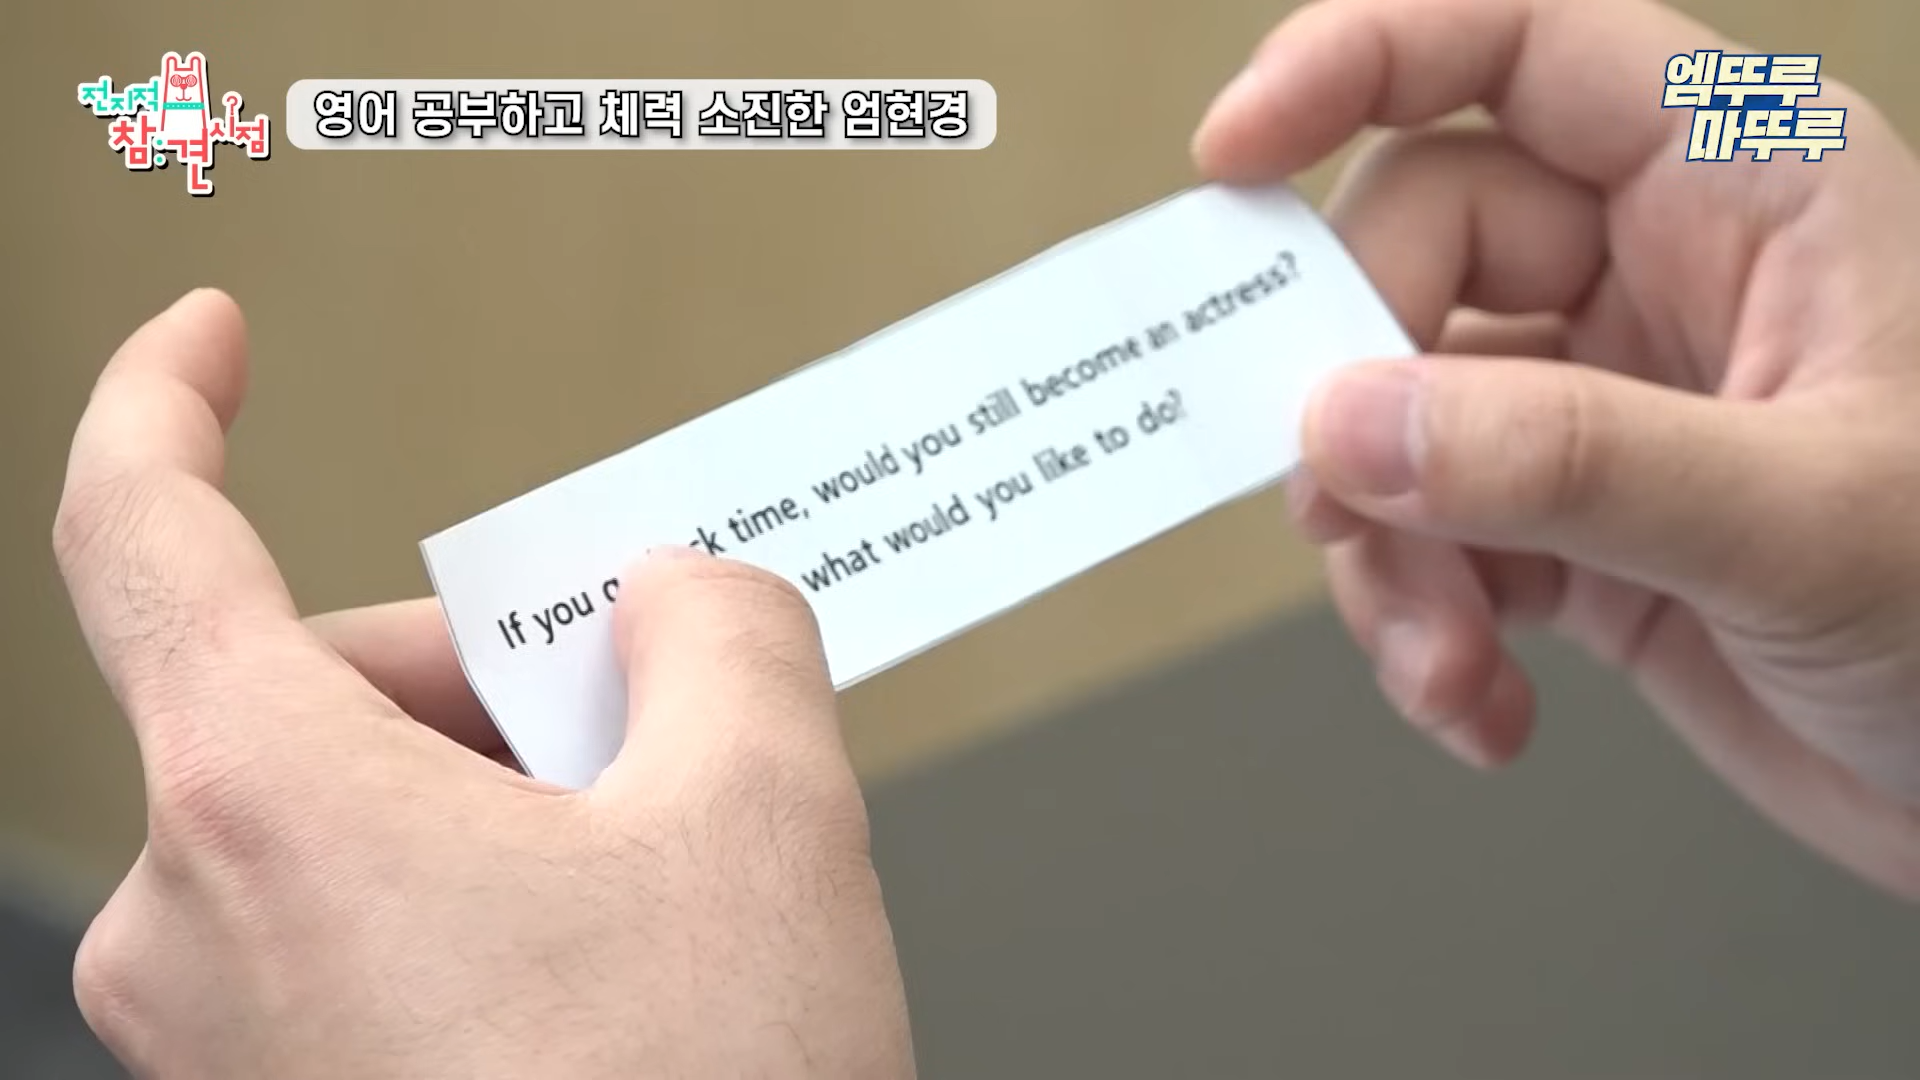 전지적
참견
시점
영어 공부하고 체력 소진한 엄현경
엠뚜루
마뚜루
If you time, would you still become an actress?
what would you like to do?